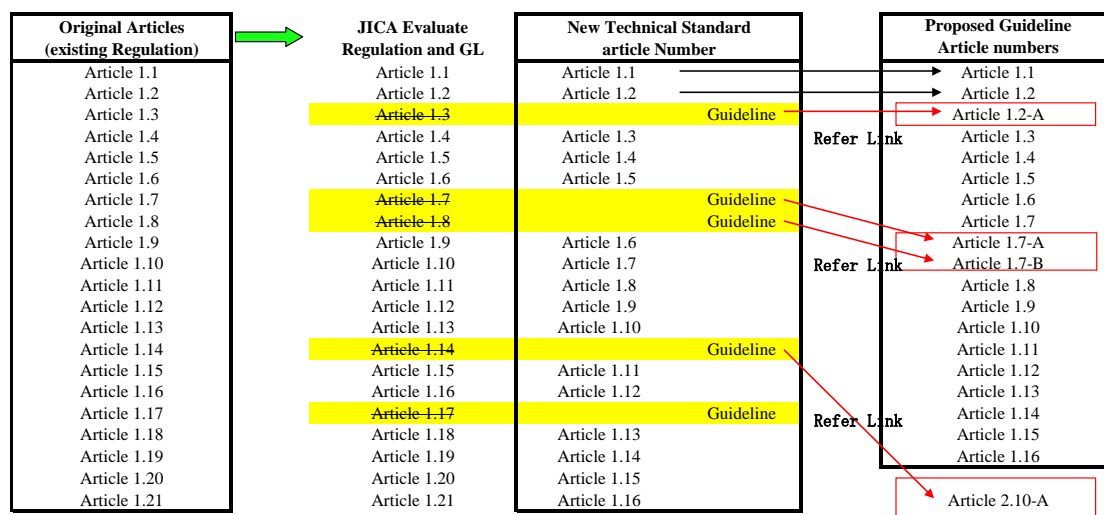 Original Articles (existing Regulation) JICA Evaluate Regulation and GL New Technical Standard article Number Proposed Guideline Article numbers
Article 1.1 Article 1.1 Article 1.1 Article 1.1
Article 1.2 Article 1.2 Article 1.2 Article 1.2
Article 1.3 Article 1.3 Guideline Article 1.2-A
Article 1.4 Article 1.4 Article 1.3 Refer Link Article 1.3
Article 1.5 Article 1.5 Article 1.4 Article 1.4
Article 1.6 Article 1.6 Article 1.5 Article 1.5
Article 1.7 Article 1.7 Guideline Article 1.6
Article 1.8 Article 1.8 Guideline Article 1.7
Article 1.9 Article 1.9 Article 1.6 Article 1.7-A
Article 1.10 Article 1.10 Article 1.7 Refer Link Article 1.7-B
Article 1.11 Article 1.11 Article 1.8 Article 1.8
Article 1.12 Article 1.12 Article 1.9 Article 1.9
Article 1.13 Article 1.13 Article 1.10 Article 1.10
Article 1.14 Article 1.14 Guideline Article 1.11
Article 1.15 Article 1.15 Article 1.11 Article 1.12
Article 1.16 Article 1.16 Article 1.12 Article 1.13
Article 1.17 Article 1.17 Guideline Refer Link Article 1.14
Article 1.18 Article 1.18 Article 1.13 Article 1.15
Article 1.19 Article 1.19 Article 1.14 Article 1.16
Article 1.20 Article 1.20 Article 1.15
Article 1.21 Article 1.21 Article 1.16 Article 2.10-A